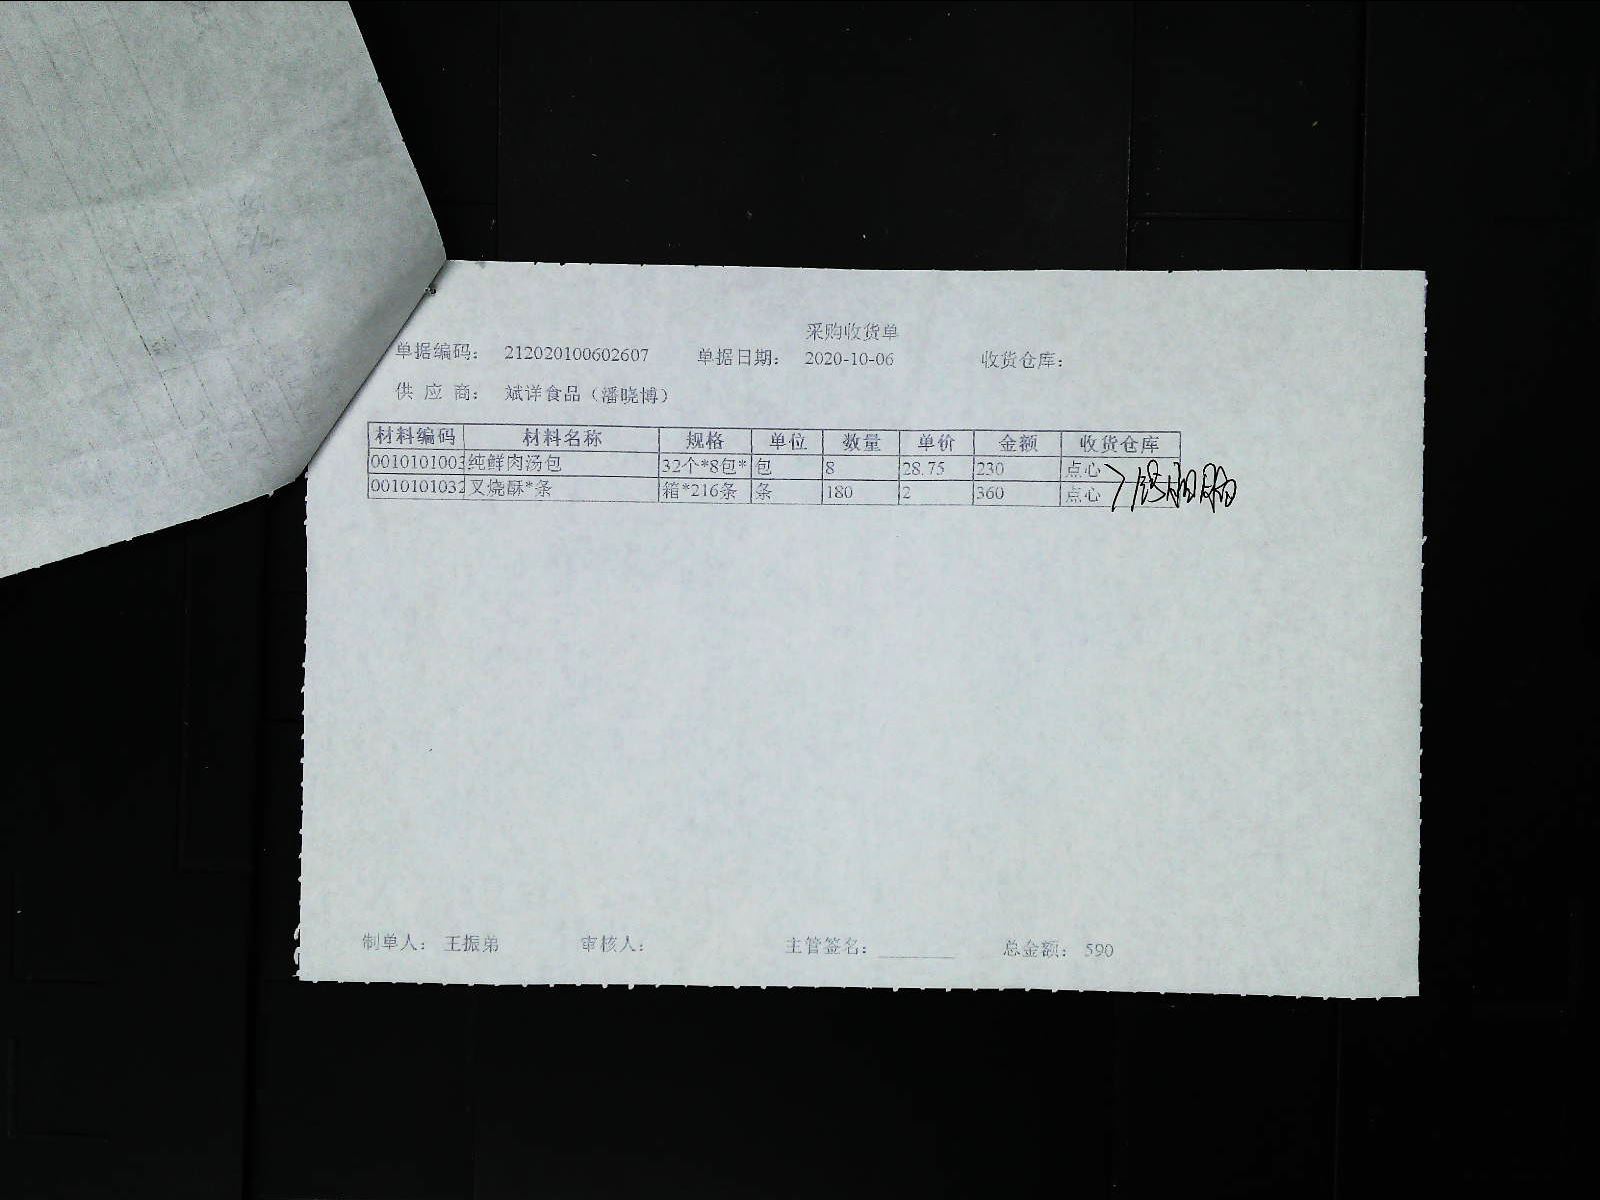 采购收货单
单据编码： 212020100602607 单据日期： 2020-10-06 收货仓库：
供 应 商： 斌详食品（潘晓博）
材料编码 材料名称 规格 单位 数量 单价 金额 收货仓库
0010101003 纯鲜肉汤包 32个*8包* 包 8 28.75 230 点心
0010101032 叉烧酥*条 箱*216条 条 180 2 360 点心
制单人： 王振弟 审核人： 主管签名： ________ 总金额： 590